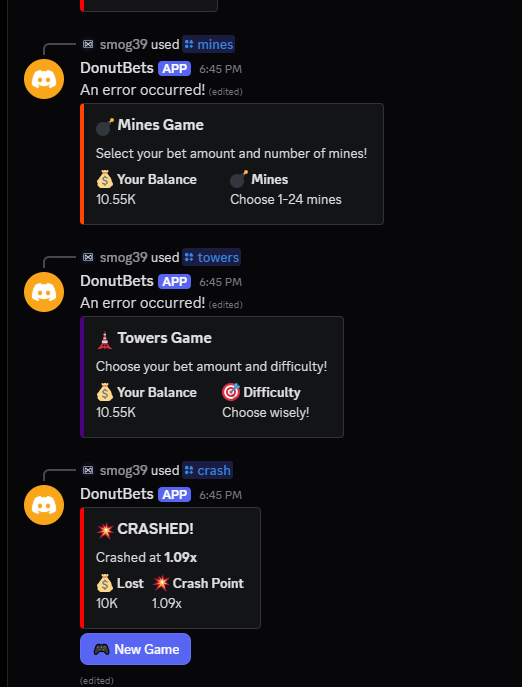 smog39 used mines
DonutBets APP 6:45 PM
An error occurred! (edited)
Mines Game
Select your bet amount and number of mines!
Your Balance Mines
10.55K Choose 1-24 mines
smog39 used towers
DonutBets APP 6:45 PM
An error occurred! (edited)
Towers Game
Choose your bet amount and difficulty!
Your Balance Difficulty
10.55K Choose wisely!
smog39 used crash
DonutBets APP 6:45 PM
CRASHED!
Crashed at 1.09x
Lost Crash Point
10K 1.09x
New Game
(edited)